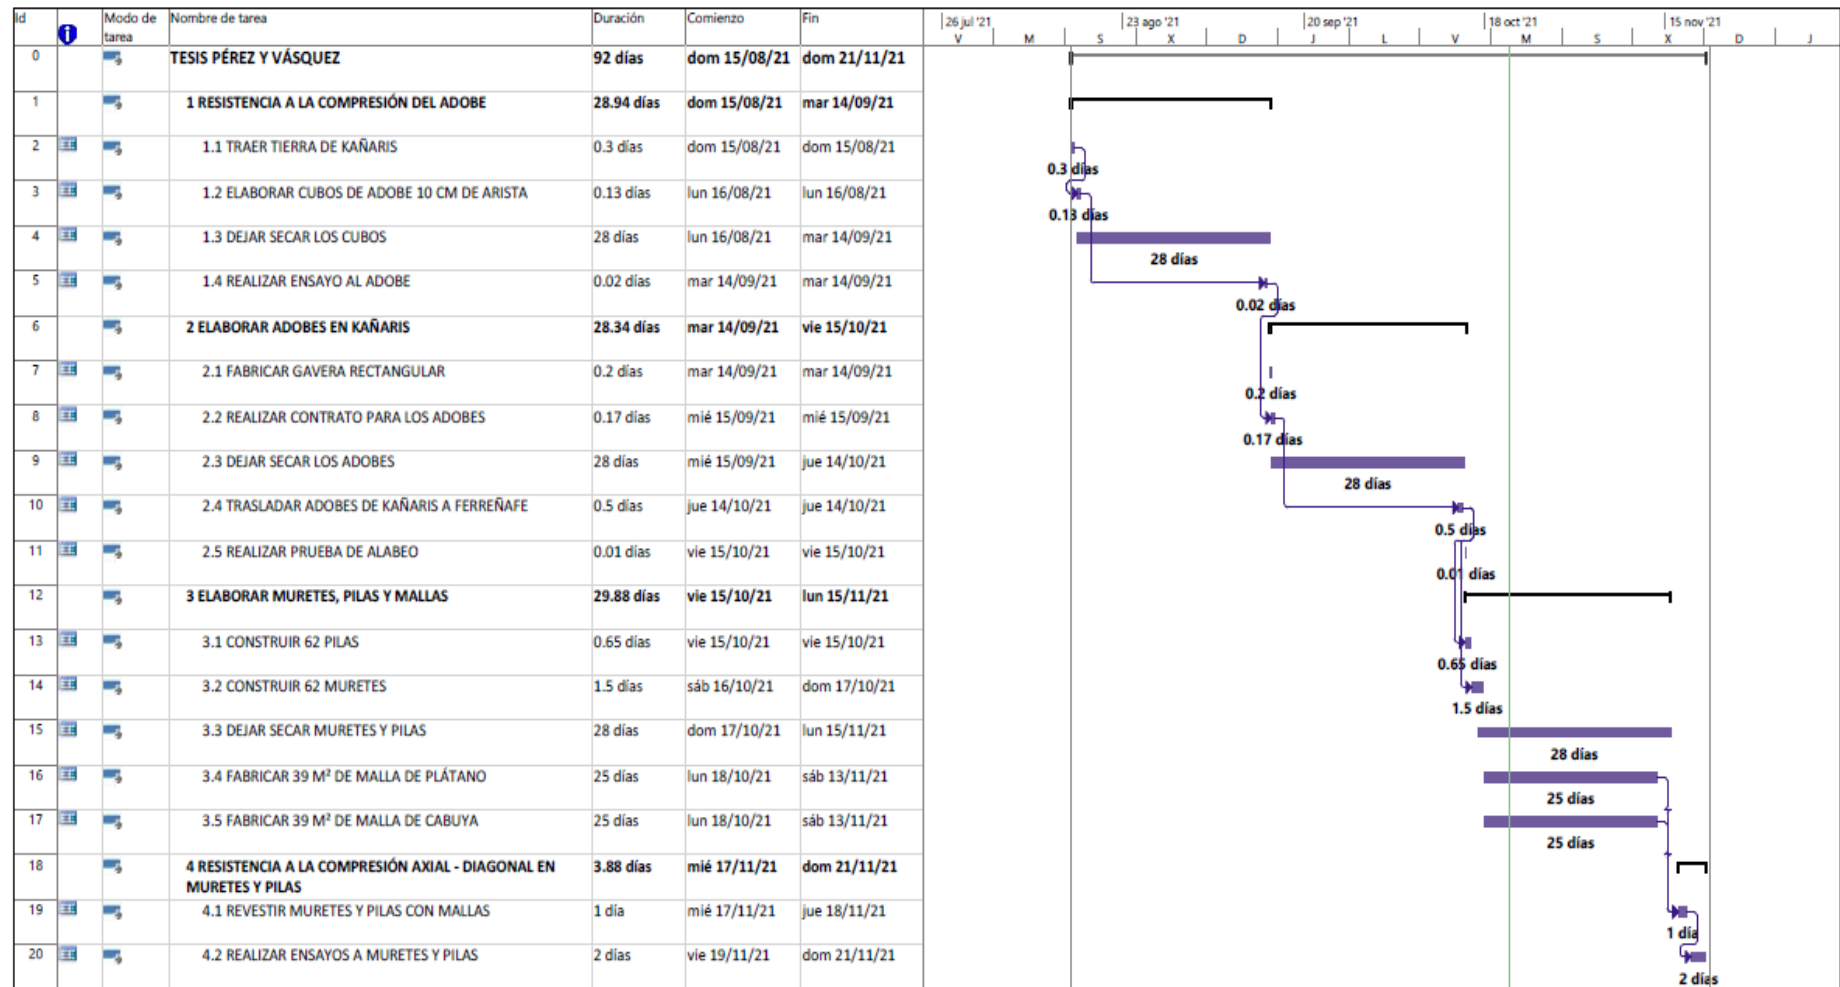 Id Modo de tarea Nombre de tarea Duración Comienzo Fin
26 jul '21 23 ago '21 20 sep '21 18 oct '21 15 nov '21
V M S X D J L V M S X D J
0 TESIS PÉREZ Y VÁSQUEZ 92 días dom 15/08/21 dom 21/11/21
1 1 RESISTENCIA A LA COMPRESIÓN DEL ADOBE 28.94 días dom 15/08/21 mar 14/09/21
2 1.1 TRAER TIERRA DE KAÑARIS 0.3 días dom 15/08/21 dom 15/08/21
0.3 días
3 1.2 ELABORAR CUBOS DE ADOBE 10 CM DE ARISTA 0.13 días lun 16/08/21 lun 16/08/21
0.13 días
4 1.3 DEJAR SECAR LOS CUBOS 28 días lun 16/08/21 mar 14/09/21
28 días
5 1.4 REALIZAR ENSAYO AL ADOBE 0.02 días mar 14/09/21 mar 14/09/21
0.02 días
6 2 ELABORAR ADOBES EN KAÑARIS 28.34 días mar 14/09/21 vie 15/10/21
7 2.1 FABRICAR GAVERA RECTANGULAR 0.2 días mar 14/09/21 mar 14/09/21
0.2 días
8 2.2 REALIZAR CONTRATO PARA LOS ADOBES 0.17 días mié 15/09/21 mié 15/09/21
0.17 días
9 2.3 DEJAR SECAR LOS ADOBES 28 días mié 15/09/21 jue 14/10/21
28 días
10 2.4 TRASLADAR ADOBES DE KAÑARIS A FERREÑAFE 0.5 días jue 14/10/21 jue 14/10/21
0.5 días
11 2.5 REALIZAR PRUEBA DE ALABEO 0.01 días vie 15/10/21 vie 15/10/21
0.01 días
12 3 ELABORAR MURETES, PILAS Y MALLAS 29.88 días vie 15/10/21 lun 15/11/21
13 3.1 CONSTRUIR 62 PILAS 0.65 días vie 15/10/21 vie 15/10/21
0.65 días
14 3.2 CONSTRUIR 62 MURETES 1.5 días sáb 16/10/21 dom 17/10/21
1.5 días
15 3.3 DEJAR SECAR MURETES Y PILAS 28 días dom 17/10/21 lun 15/11/21
28 días
16 3.4 FABRICAR 39 M² DE MALLA DE PLÁTANO 25 días lun 18/10/21 sáb 13/11/21
25 días
17 3.5 FABRICAR 39 M² DE MALLA DE CABUYA 25 días lun 18/10/21 sáb 13/11/21
25 días
18 4 RESISTENCIA A LA COMPRESIÓN AXIAL - DIAGONAL EN MURETES Y PILAS 3.88 días mié 17/11/21 dom 21/11/21
19 4.1 REVESTIR MURETES Y PILAS CON MALLAS 1 día mié 17/11/21 jue 18/11/21
1 día
20 4.2 REALIZAR ENSAYOS A MURETES Y PILAS 2 días vie 19/11/21 dom 21/11/21
2 días